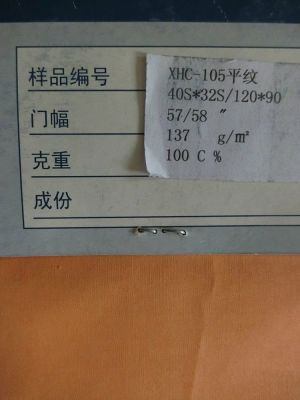 样品编号
XHC-105平纹
40S*32S/120*90
门幅
57/58 ″
137 g/m²
克重
100 C %
成份